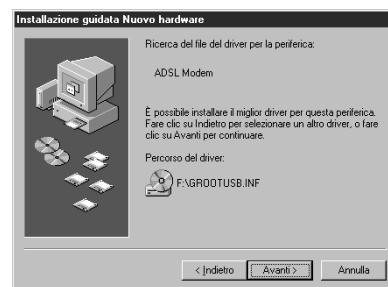 Installazione guidata Nuovo hardware
Ricerca del file del driver per la periferica:
ADSL Modem
È possibile installare il miglior driver per questa periferica.
Fare clic su Indietro per selezionare un altro driver, o fare
clic su Avanti per continuare.
Percorso del driver:
F:\GROOTUSB.INF
< Indietro Avanti > Annulla